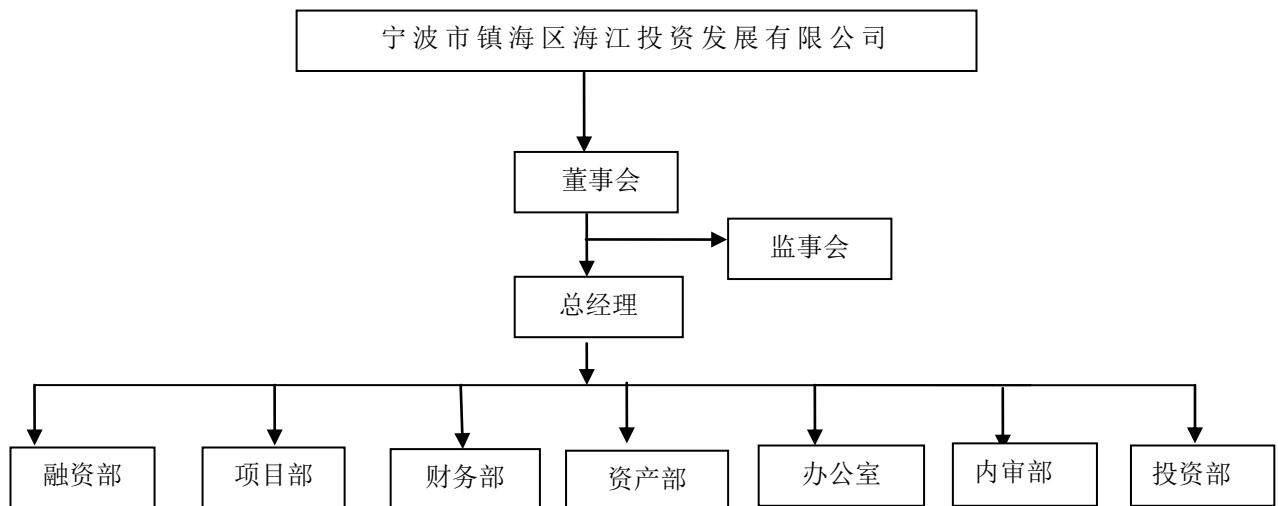 宁波市镇海区海江投资发展有限公司
董事会
监事会
总经理
融资部
项目部
财务部
资产部
办公室
内审部
投资部